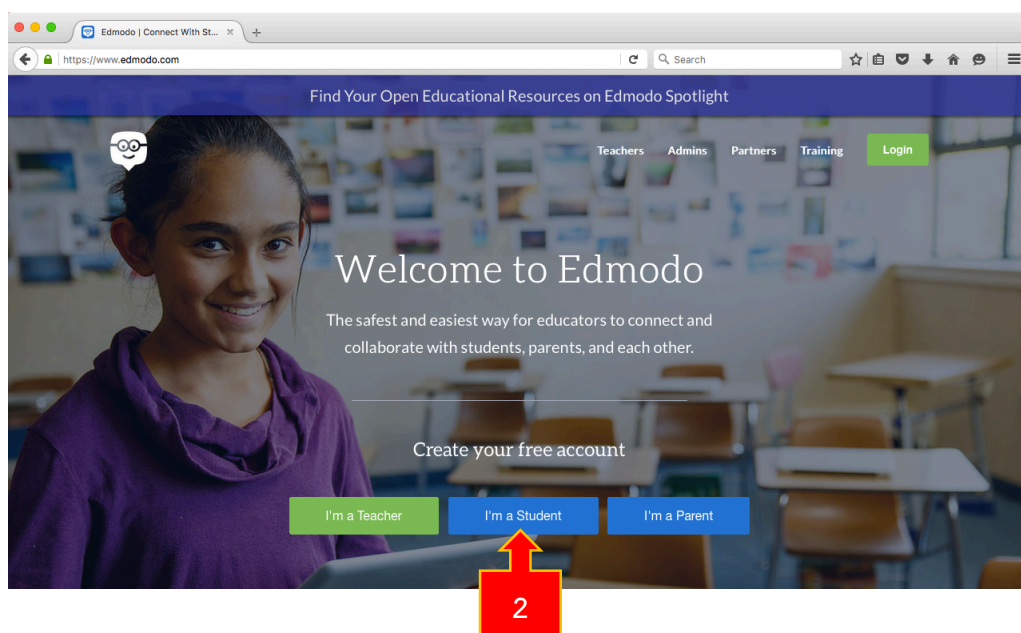 Edmodo | Connect With St...
https://www.edmodo.com
Search
Find Your Open Educational Resources on Edmodo Spotlight
Teachers Admins Partners Training Login
Welcome to Edmodo
The safest and easiest way for educators to connect and
collaborate with students, parents, and each other.
Create your free account
I'm a Teacher I'm a Student I'm a Parent
2